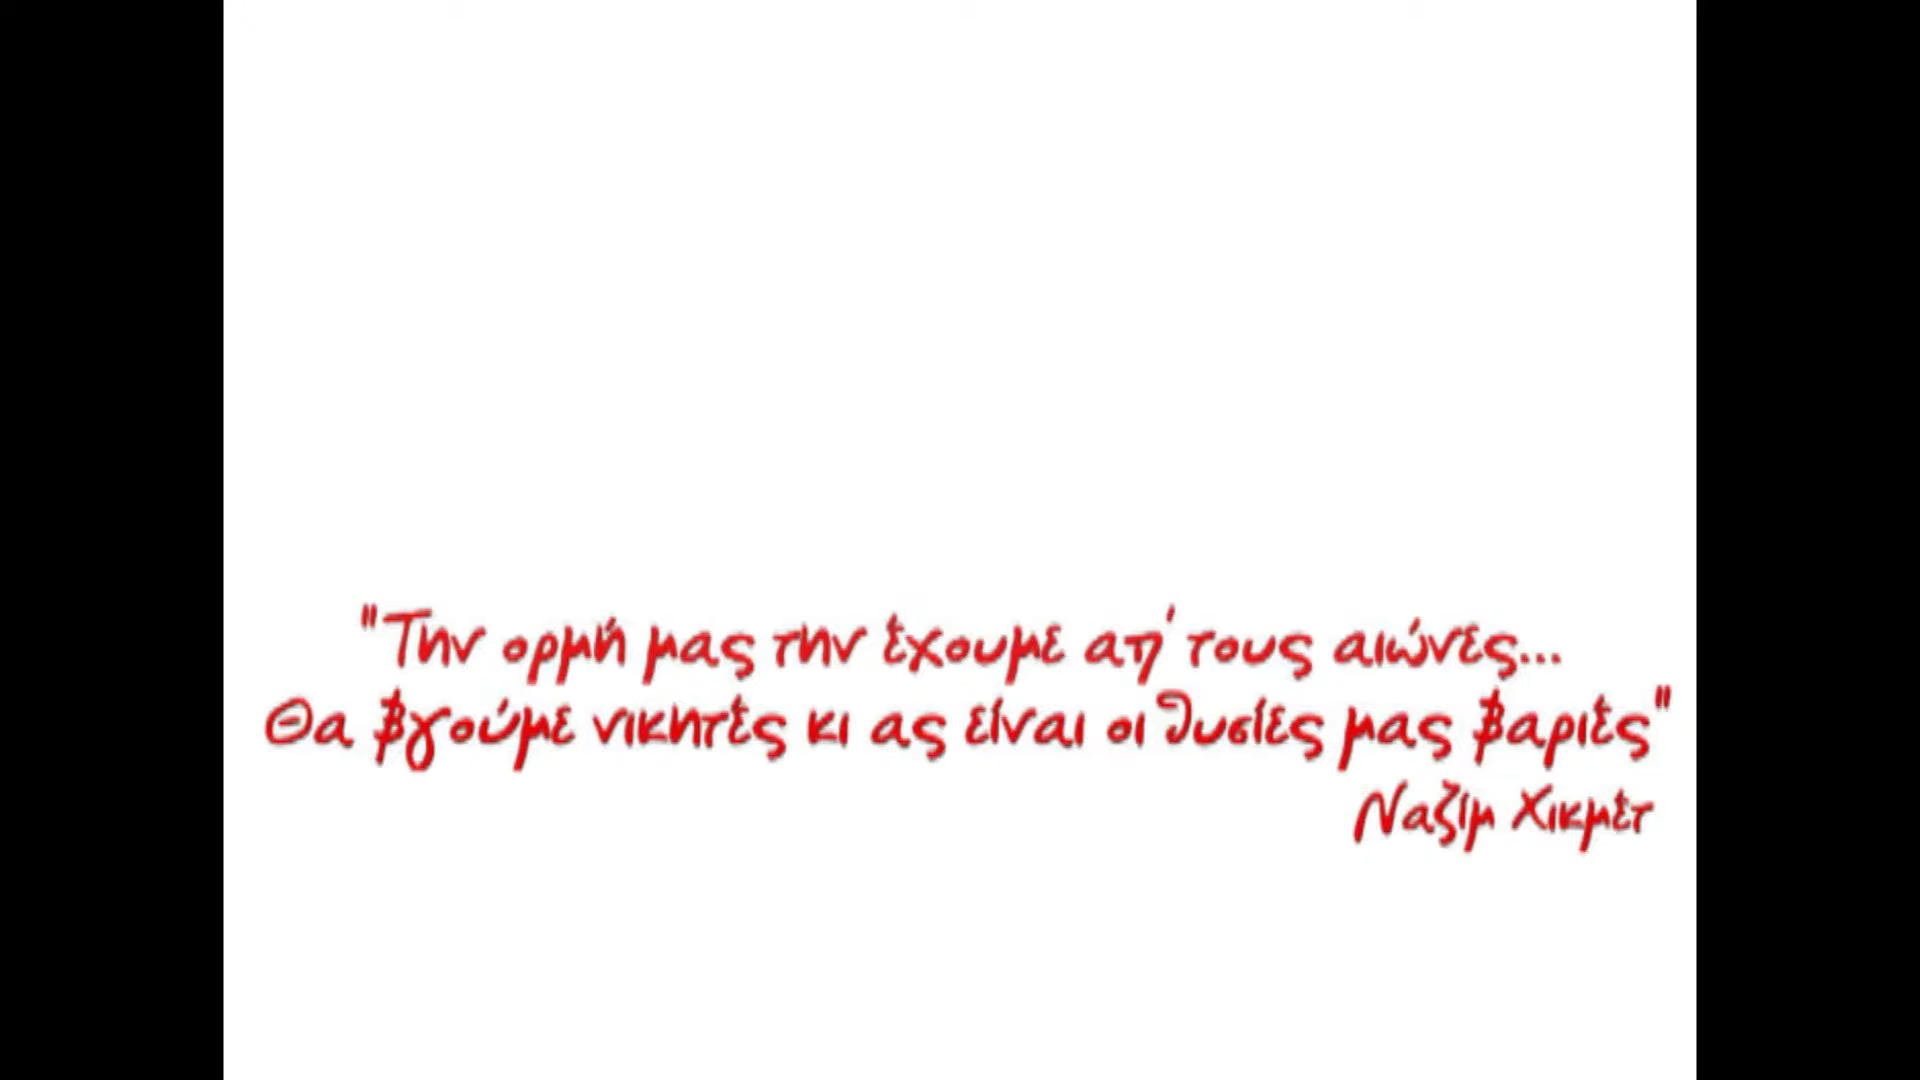 "Την ορμή μας την έχουμε απ' τους αιώνες...
Θα βγούμε νικητές κι ας είναι οι θυσίες μας βαριές"
Ναζίμ Χικμέτ